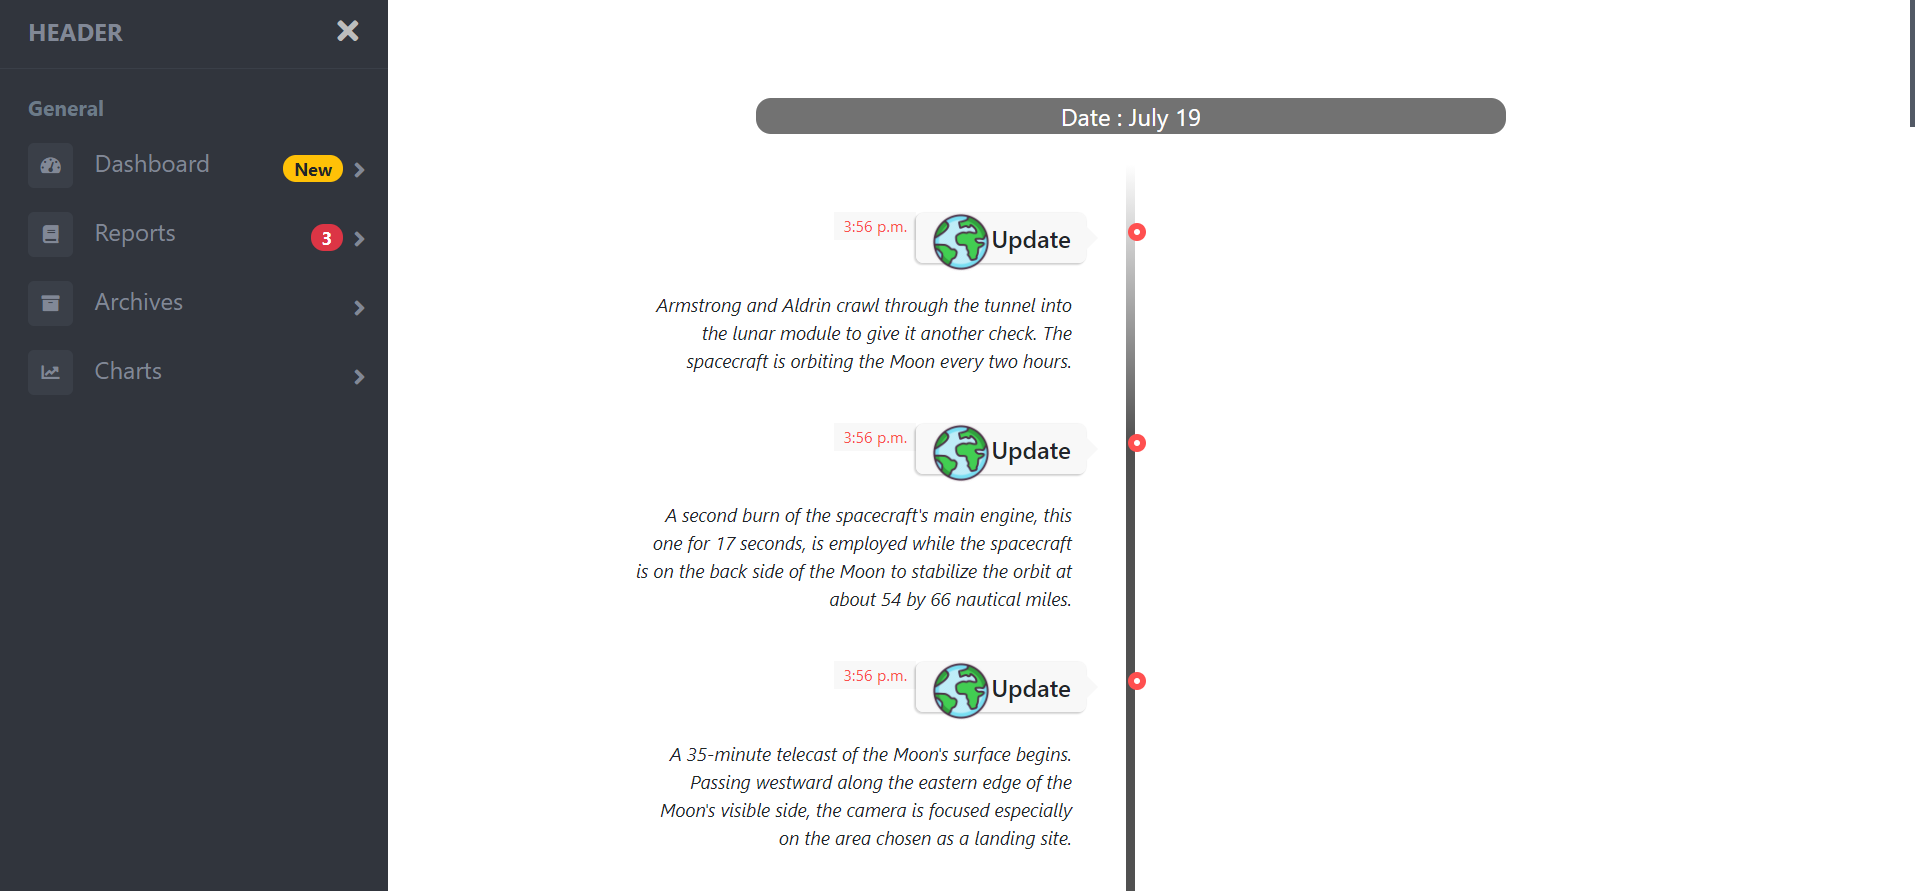 HEADER
General
Dashboard
New
Reports
3
Archives
Charts
Date : July 19
3:56 p.m.
Update
Armstrong and Aldrin crawl through the tunnel into
the lunar module to give it another check. The
spacecraft is orbiting the Moon every two hours.
3:56 p.m.
Update
A second burn of the spacecraft's main engine, this
one for 17 seconds, is employed while the spacecraft
is on the back side of the Moon to stabilize the orbit at
about 54 by 66 nautical miles.
3:56 p.m.
Update
A 35-minute telecast of the Moon's surface begins.
Passing westward along the eastern edge of the
Moon's visible side, the camera is focused especially
on the area chosen as a landing site.